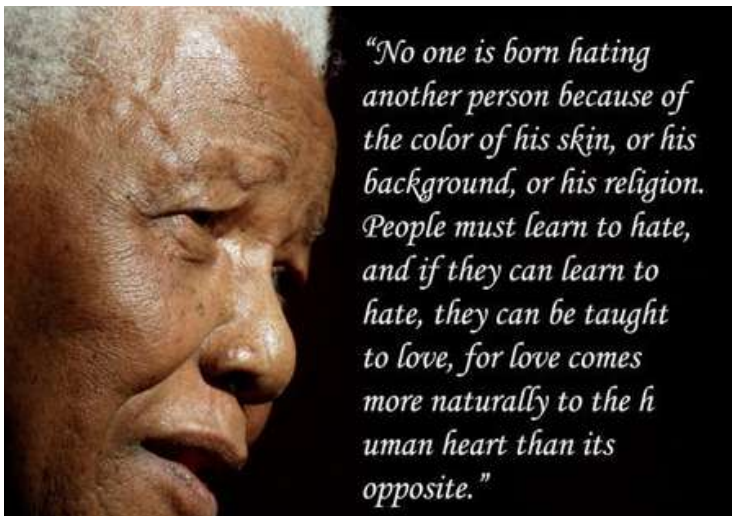 “No one is born hating
another person because of
the color of his skin, or his
background, or his religion.
People must learn to hate,
and if they can learn to
hate, they can be taught
to love, for love comes
more naturally to the h
uman heart than its
opposite.”